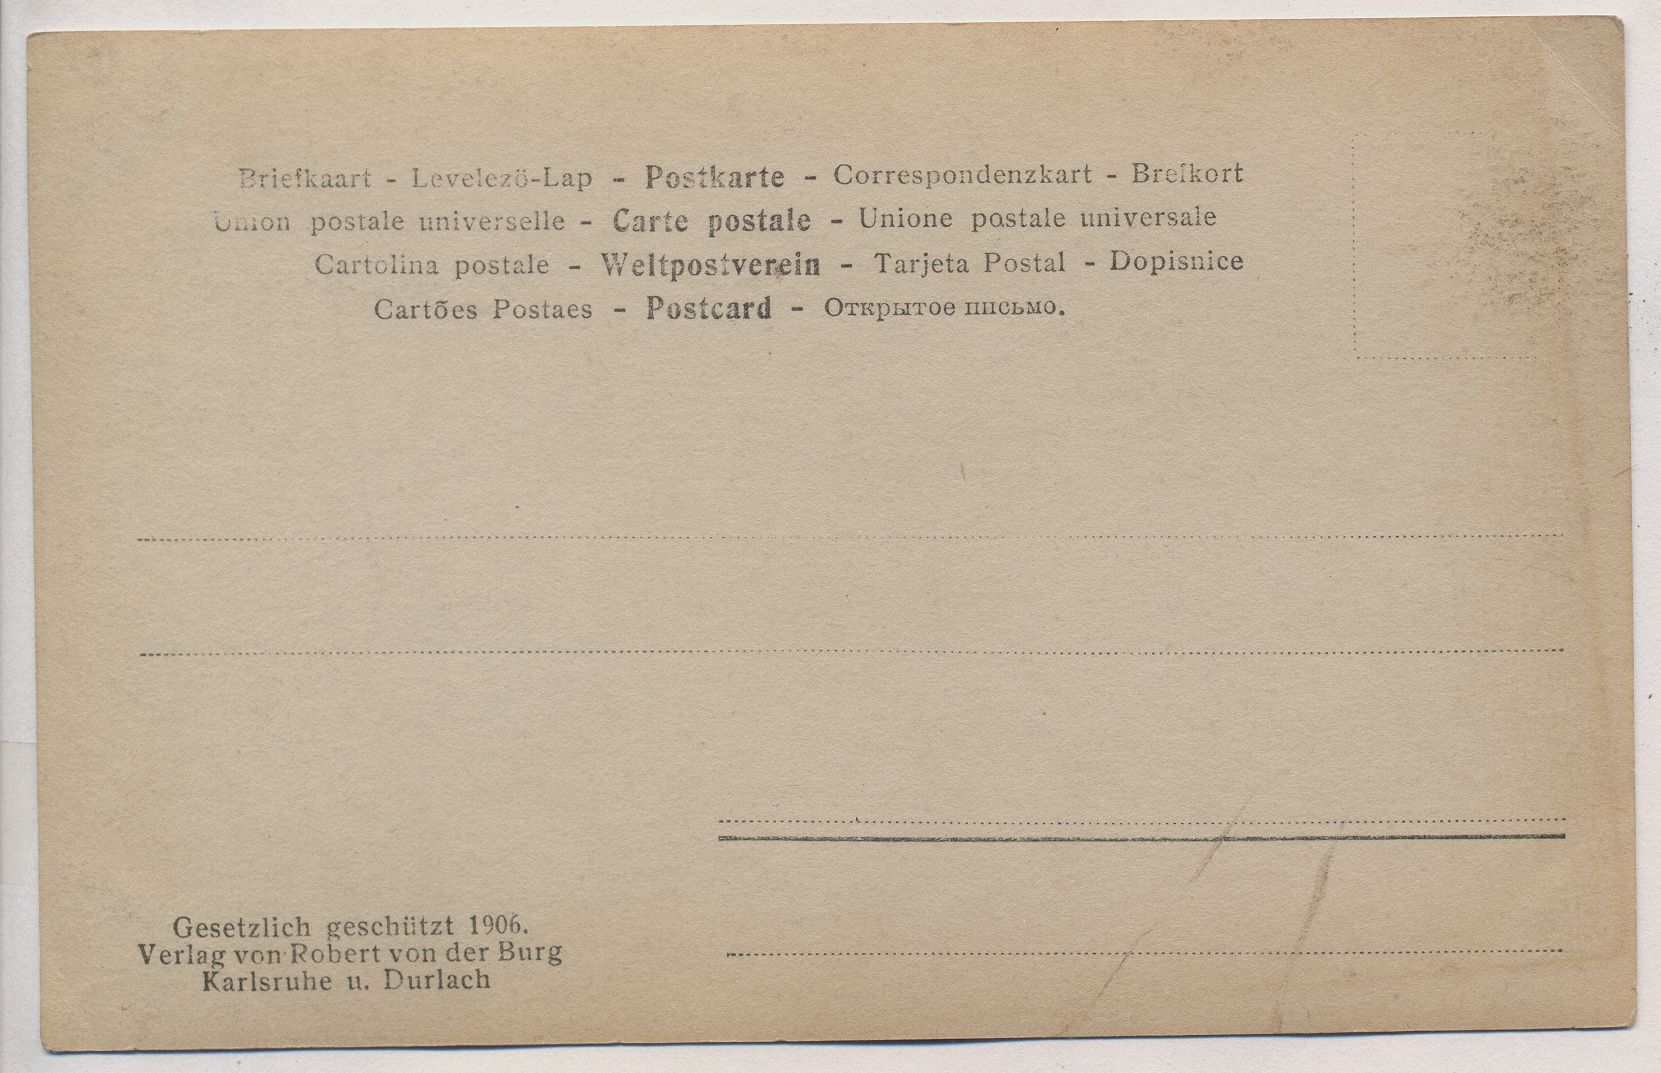 Briefkaart - Levelezö-Lap - Postkarte - Correspondenzkart - Brefkort
Union postale universelle - Carte postale - Unione postale universale
Cartolina postale - Weltpostverein - Tarjeta Postal - Dopisnice
Cartões Postaes - Postcard - Открытое письмо.
Gesetzlich geschützt 1906.
Verlag von Robert von der Burg
Karlsruhe u. Durlach